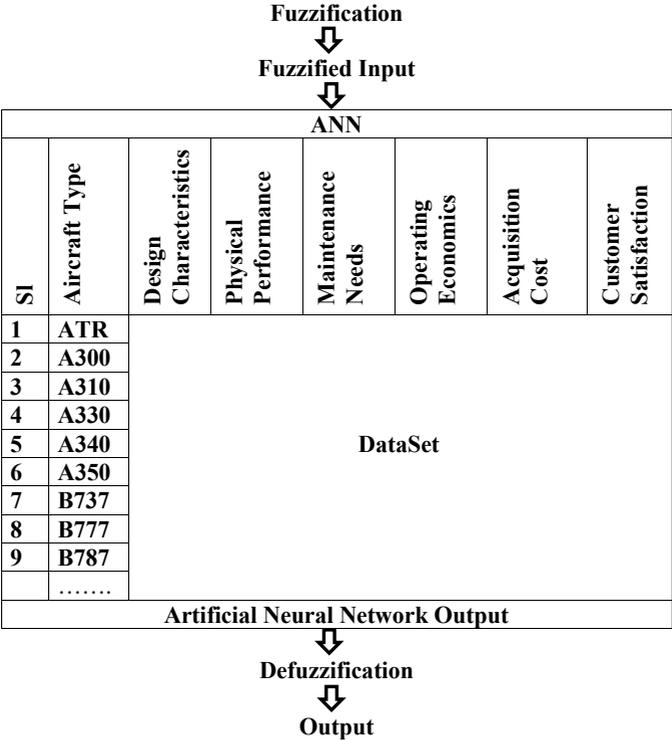 Fuzzification
Fuzzified Input
ANN
Sl
Aircraft Type
Design
Characteristics
Physical
Performance
Maintenance
Needs
Operating
Economics
Acquisition
Cost
Customer
Satisfaction
1 ATR
2 A300
3 A310
4 A330
5 A340
6 A350
7 B737
8 B777
9 B787
.......
DataSet
Artificial Neural Network Output
Defuzzification
Output